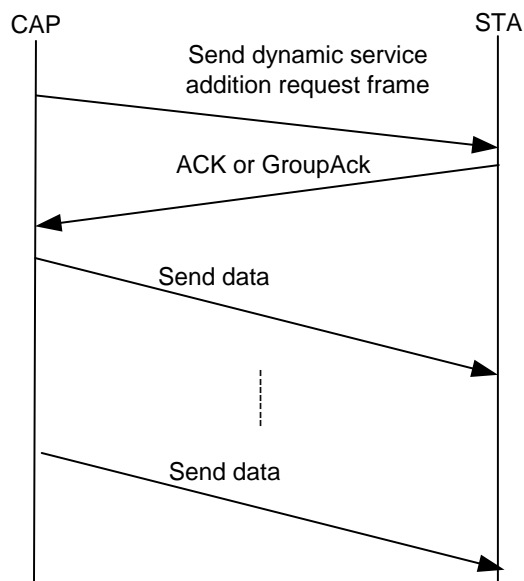 CAP
STA
Send dynamic service
addition request frame
ACK or GroupAck
Send data
Send data